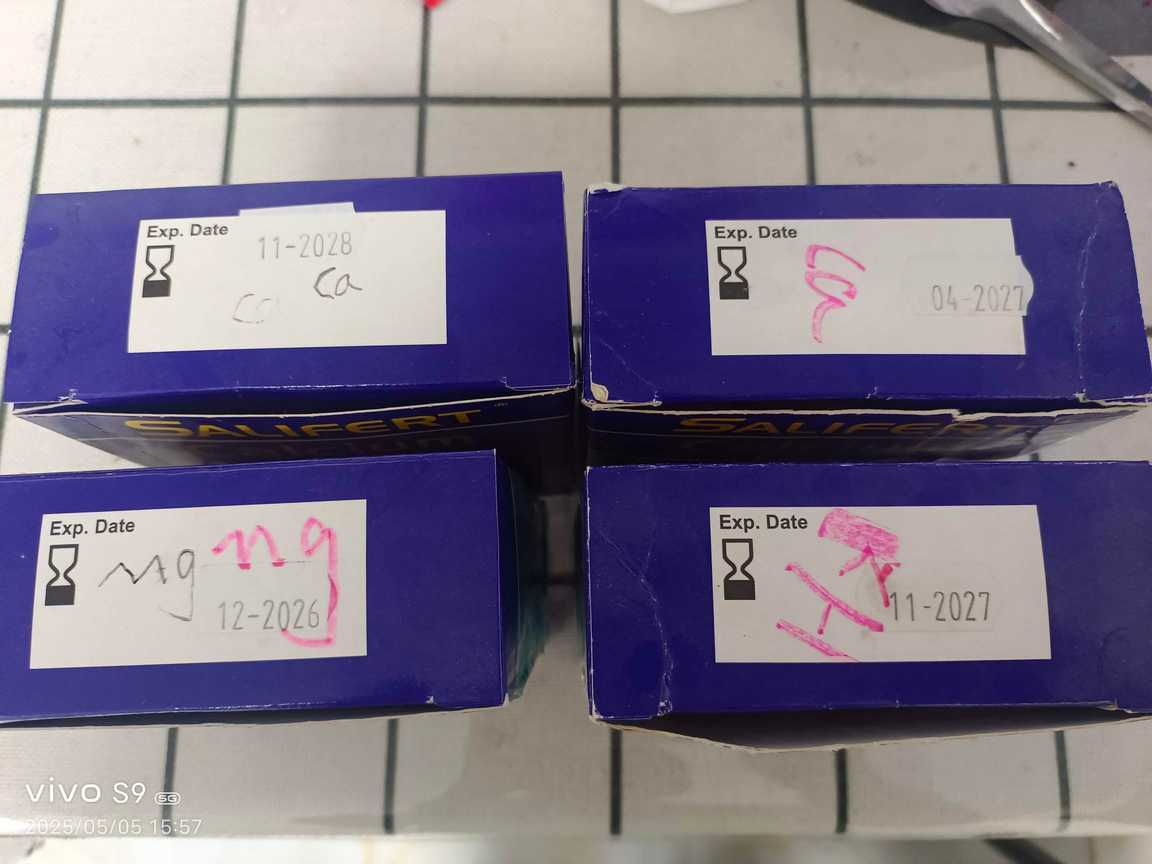 Exp. Date
11-2028
Ca
Ca
Exp. Date
Ca
04-2027
SALIFERT
SALIFERT
Exp. Date
mg
mg
12-2026
Exp. Date
11-2027
vivo S9 5G
2025/05/05 15:57